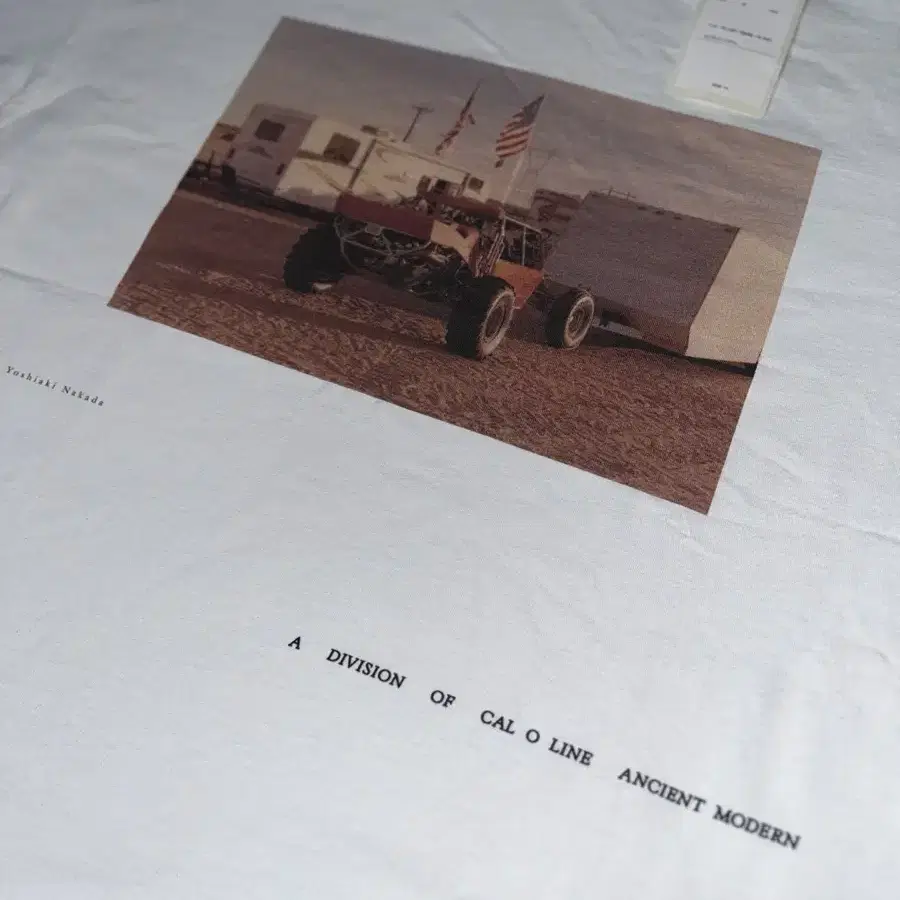 Yoshiaki Nakada
A DIVISION OF CAL O LINE ANCIENT MODERN